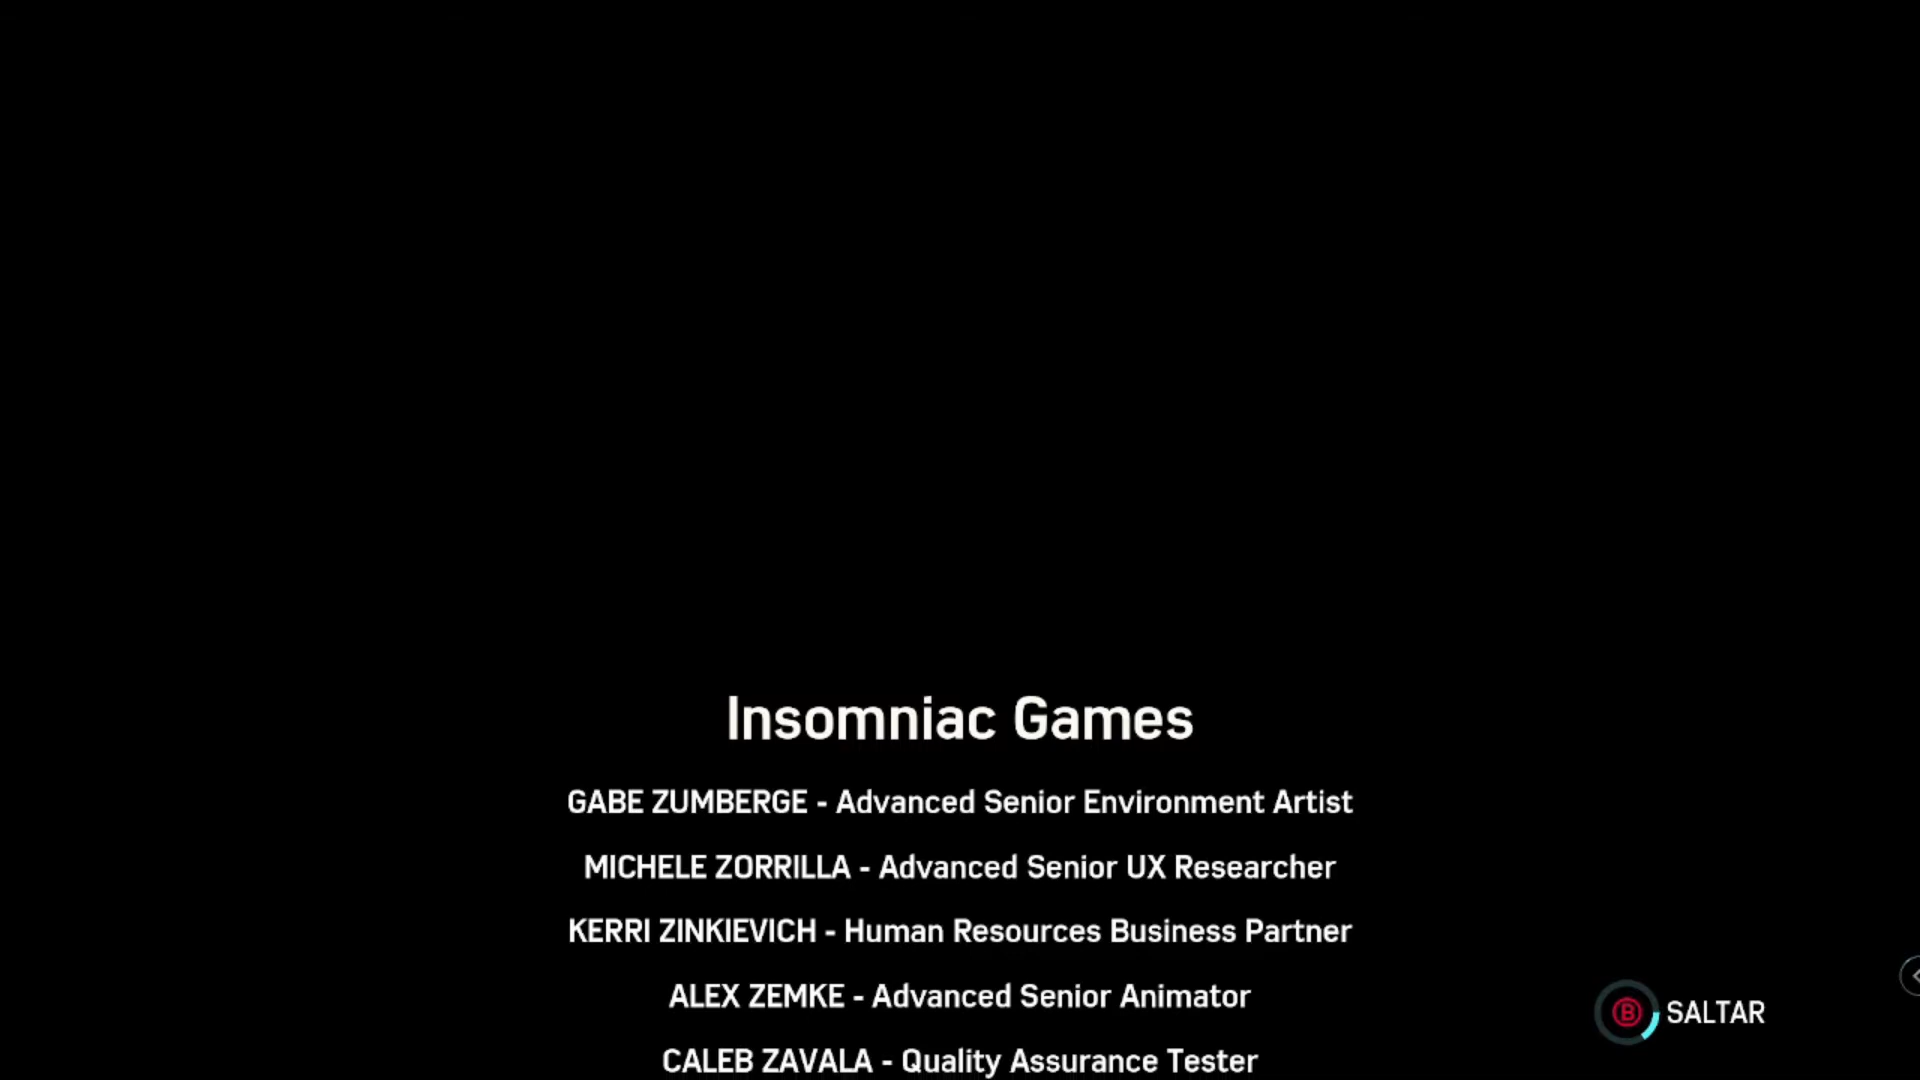 Insomniac Games
GABE ZUMBERGE - Advanced Senior Environment Artist
MICHELE ZORRILLA - Advanced Senior UX Researcher
KERRI ZINKIEVICH - Human Resources Business Partner
ALEX ZEMKE - Advanced Senior Animator
B SALTAR
CALEB ZAVALA - Quality Assurance Tester